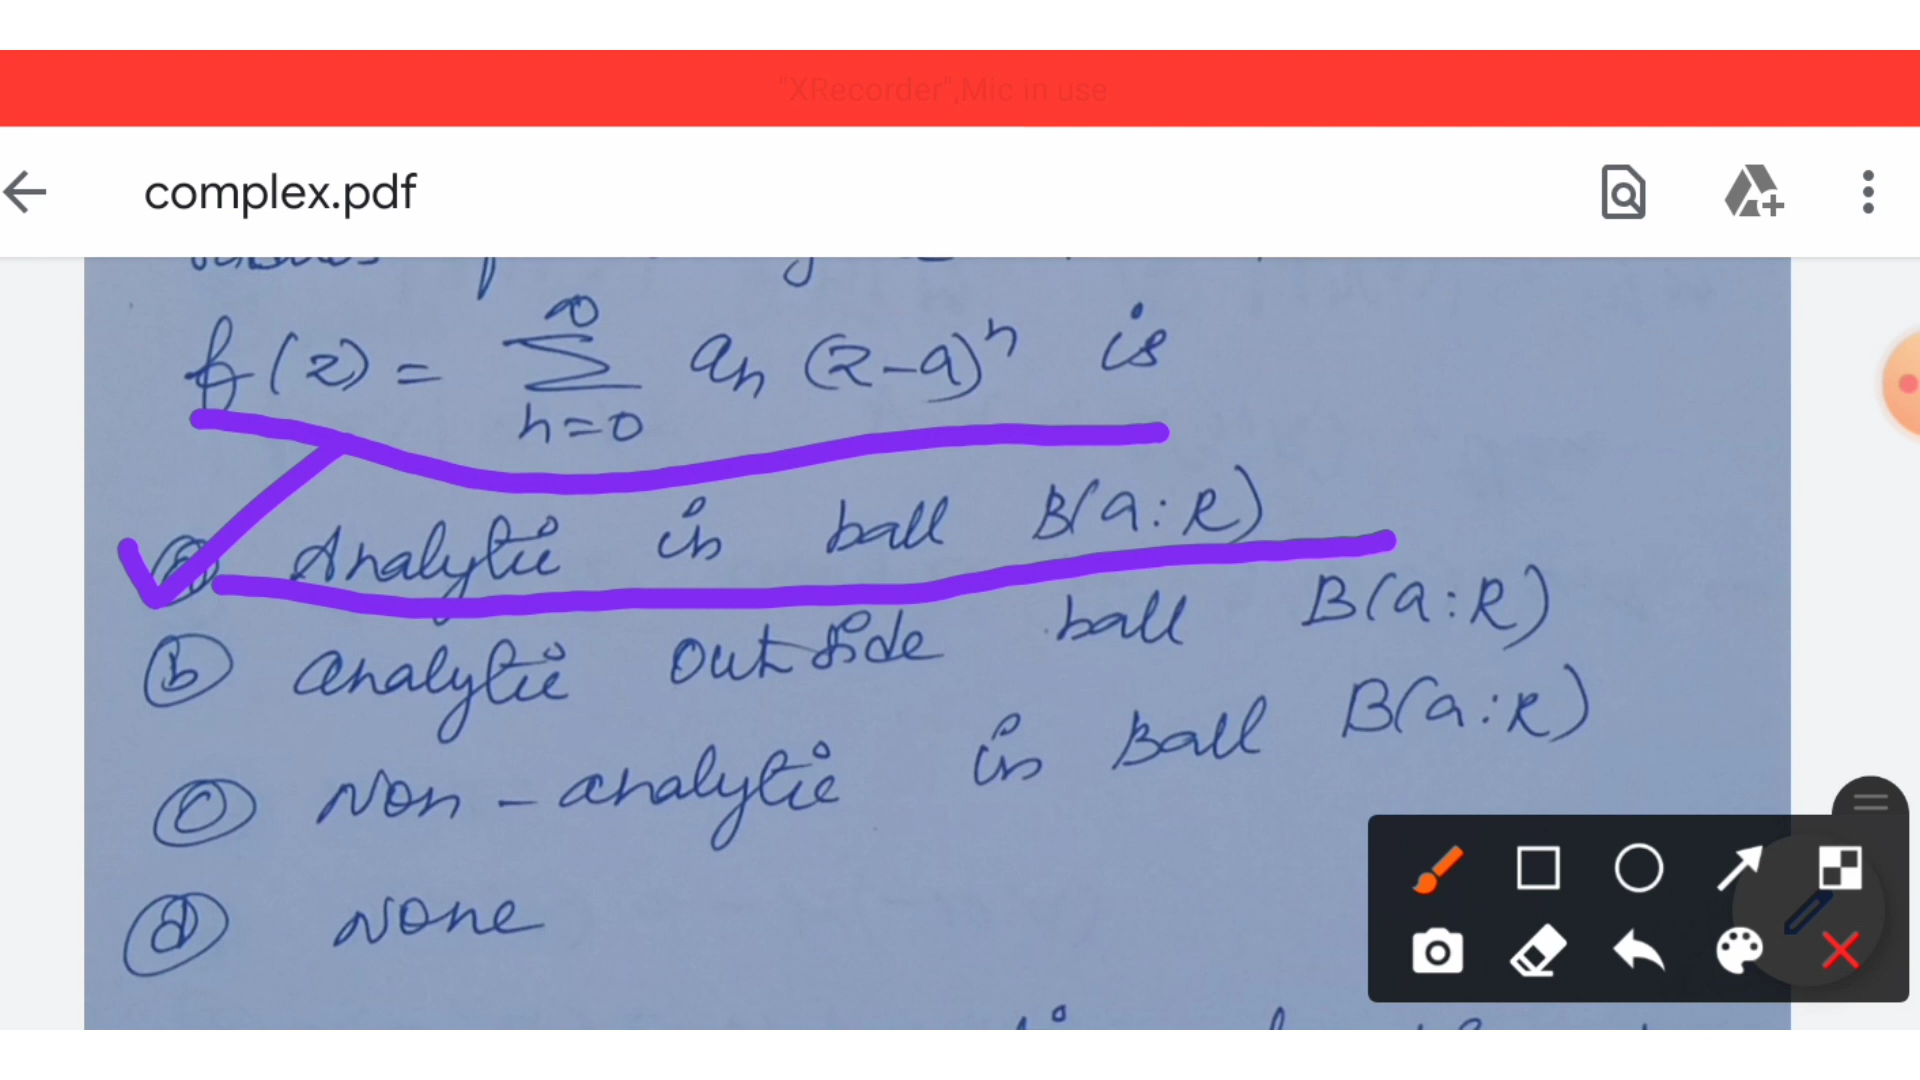 "XRecorder",Mic in use
complex.pdf
f(z) = ∞ ∑ n=0 an (z-a)^n is
(a) Analytic in ball B(a:R)
(b) analytic outside ball B(a:R)
(c) Non-analytic in Ball B(a:R)
(d) None